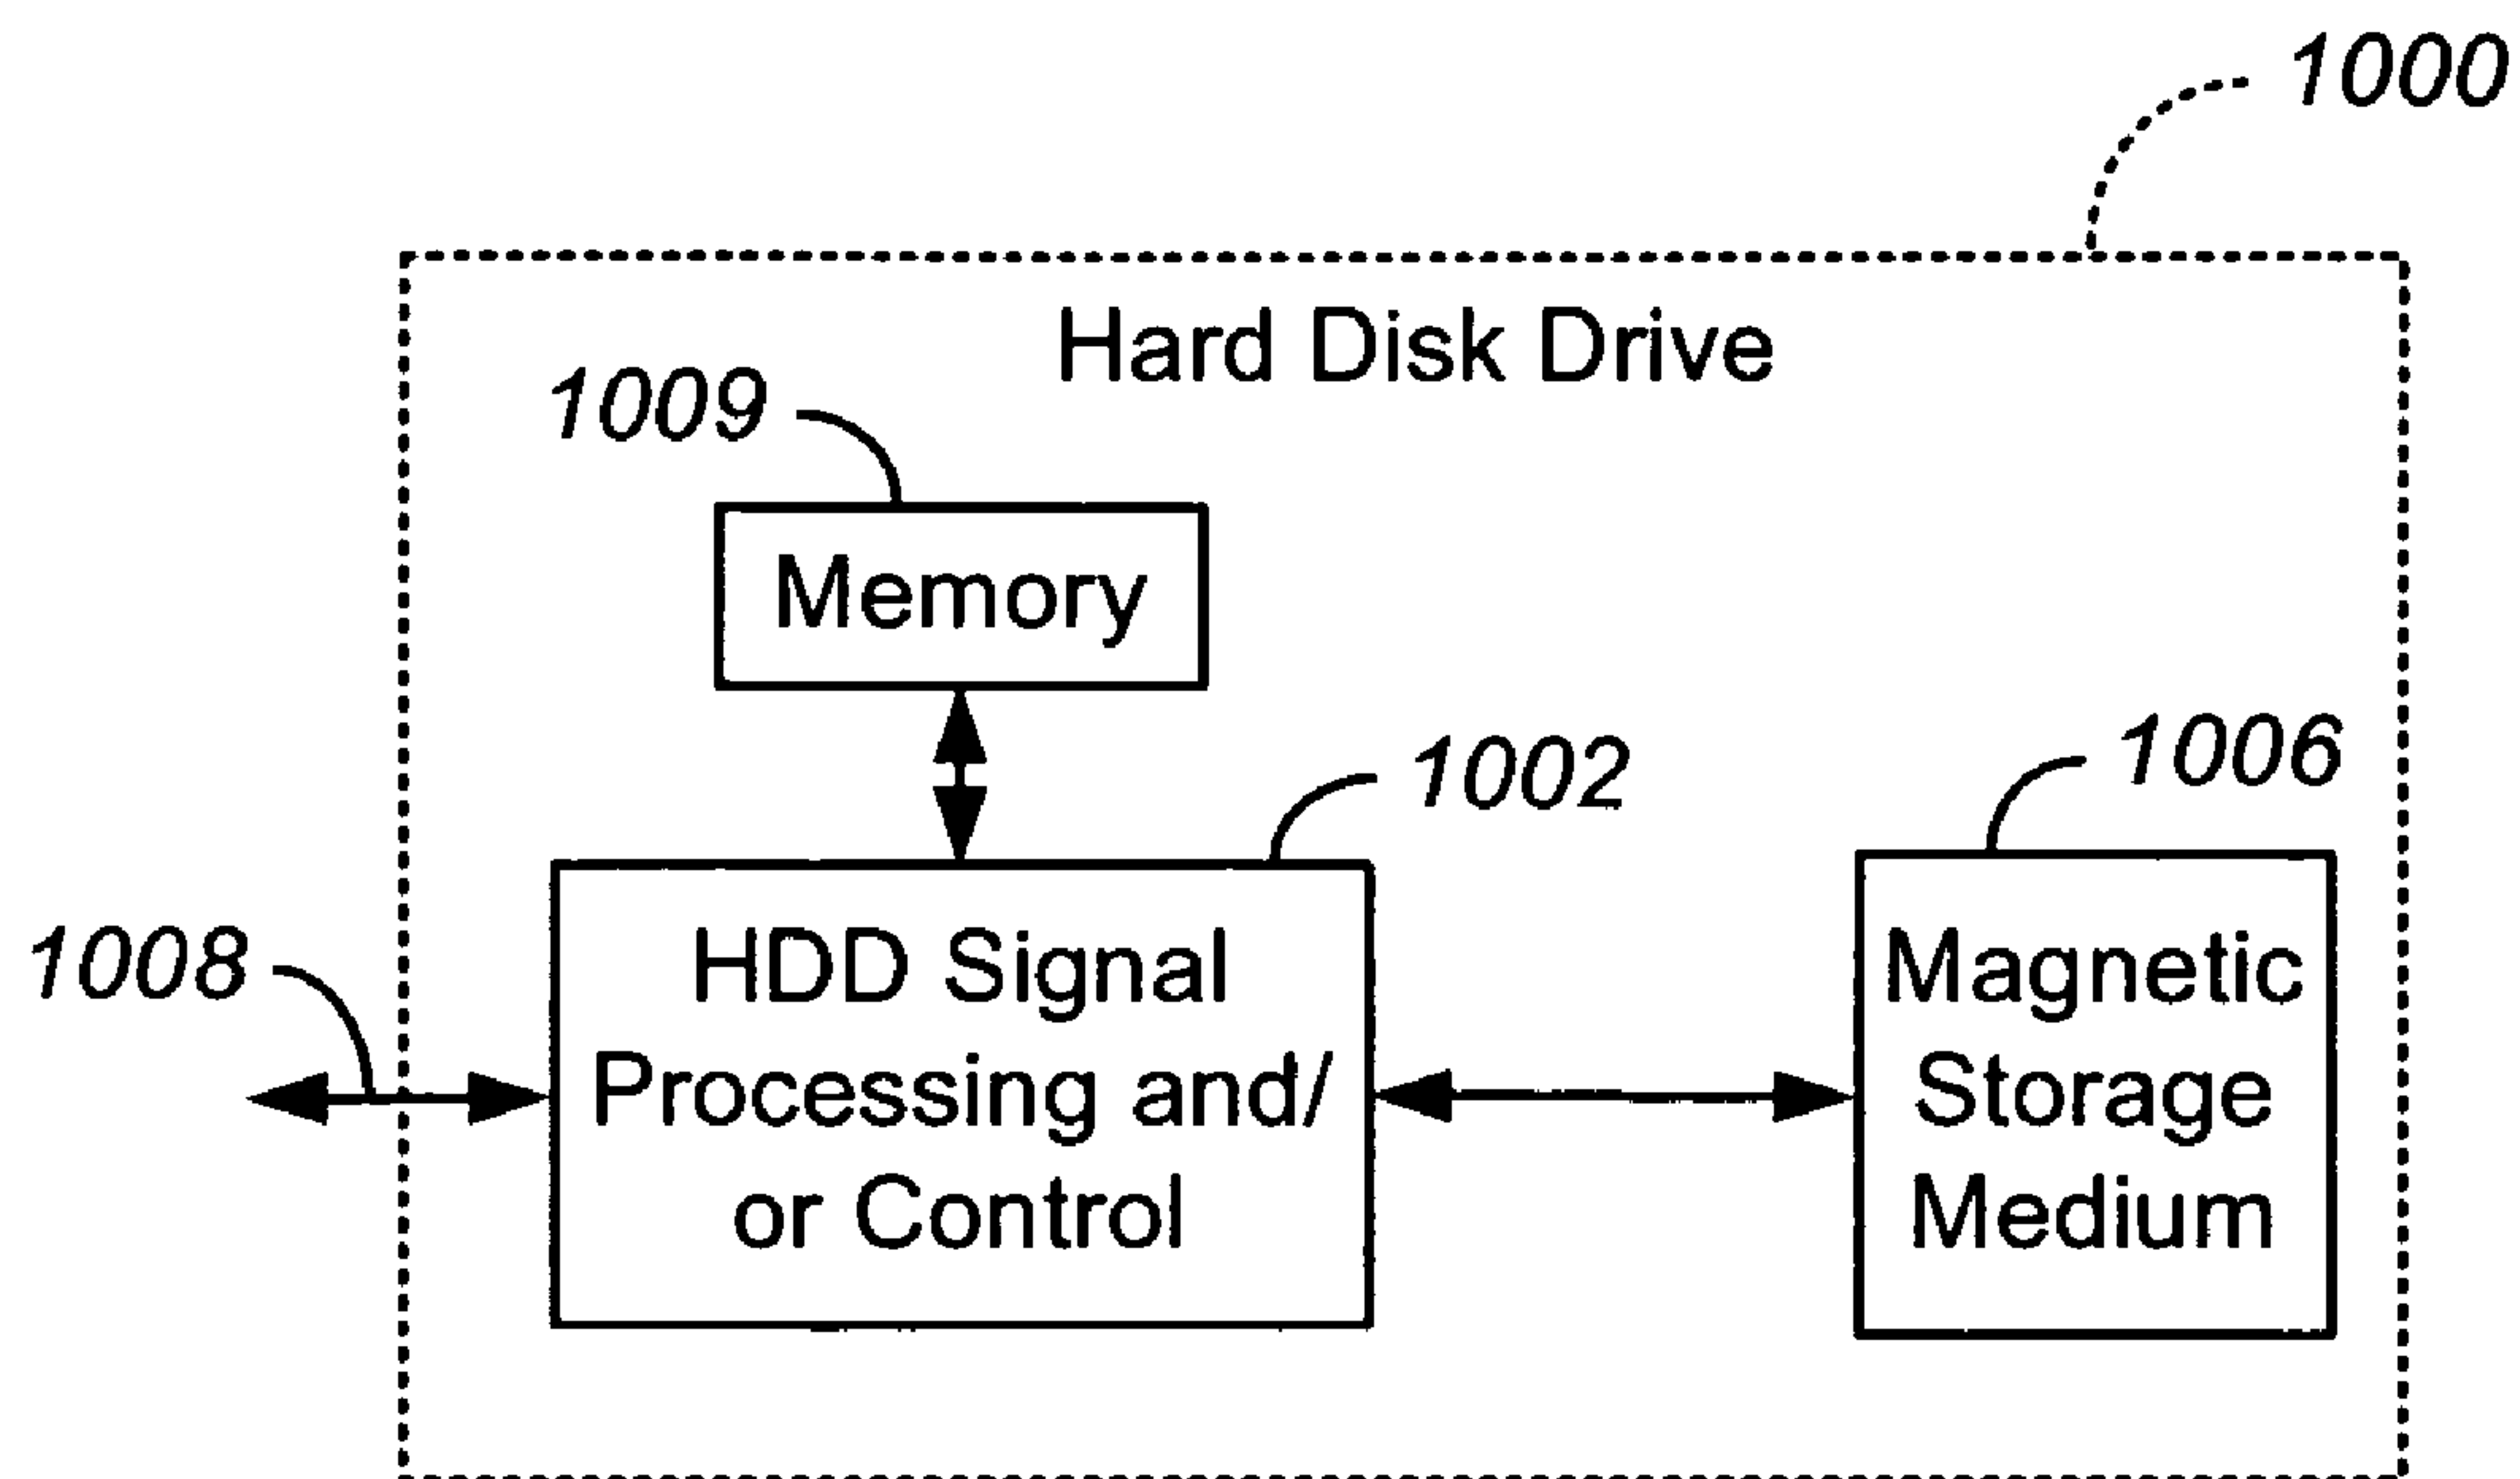 1000
Hard Disk Drive
1009
Memory
1002
1006
1008
HDD Signal
Processing and/
or Control
Magnetic
Storage
Medium